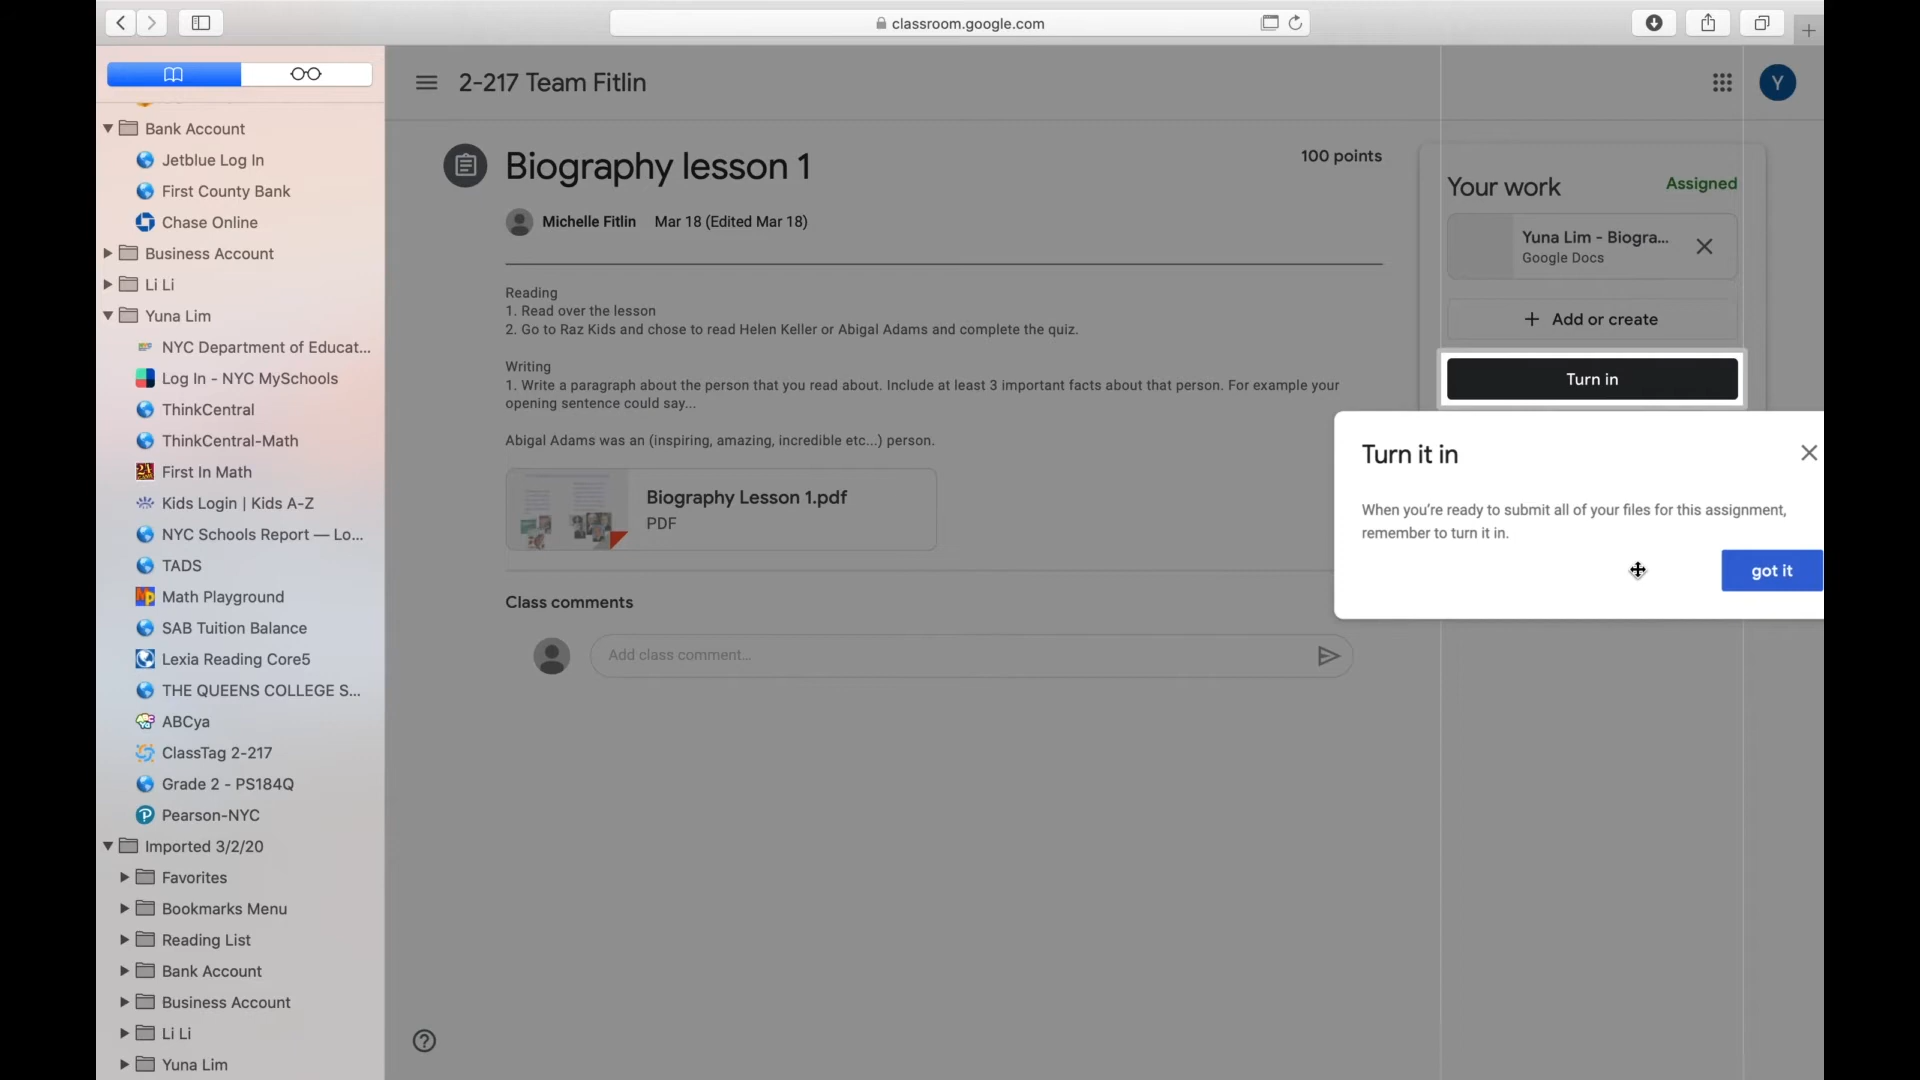 classroom.google.com
Bank Account
Jetblue Log In
First County Bank
Chase Online
Business Account
Li Li
Yuna Lim
NYC Department of Educat...
Log In - NYC MySchools
ThinkCentral
ThinkCentral-Math
First In Math
Kids Login | Kids A-Z
NYC Schools Report — Lo...
TADS
Math Playground
SAB Tuition Balance
Lexia Reading Core5
THE QUEENS COLLEGE S...
ABCya
ClassTag 2-217
Grade 2 - PS184Q
Pearson-NYC
Imported 3/2/20
Favorites
Bookmarks Menu
Reading List
Bank Account
Business Account
Li Li
Yuna Lim
2-217 Team Fitlin
Y
Biography lesson 1
100 points
Michelle Fitlin Mar 18 (Edited Mar 18)
Reading
1. Read over the lesson
2. Go to Raz Kids and chose to read Helen Keller or Abigal Adams and complete the quiz.
Writing
1. Write a paragraph about the person that you read about. Include at least 3 important facts about that person. For example your
opening sentence could say...
Abigal Adams was an (inspiring, amazing, incredible etc...) person.
Biography Lesson 1.pdf
PDF
Class comments
Add class comment...
Your work
Assigned
Yuna Lim - Biogra...
Google Docs
+ Add or create
Turn in
Turn it in
When you're ready to submit all of your files for this assignment,
remember to turn it in.
got it